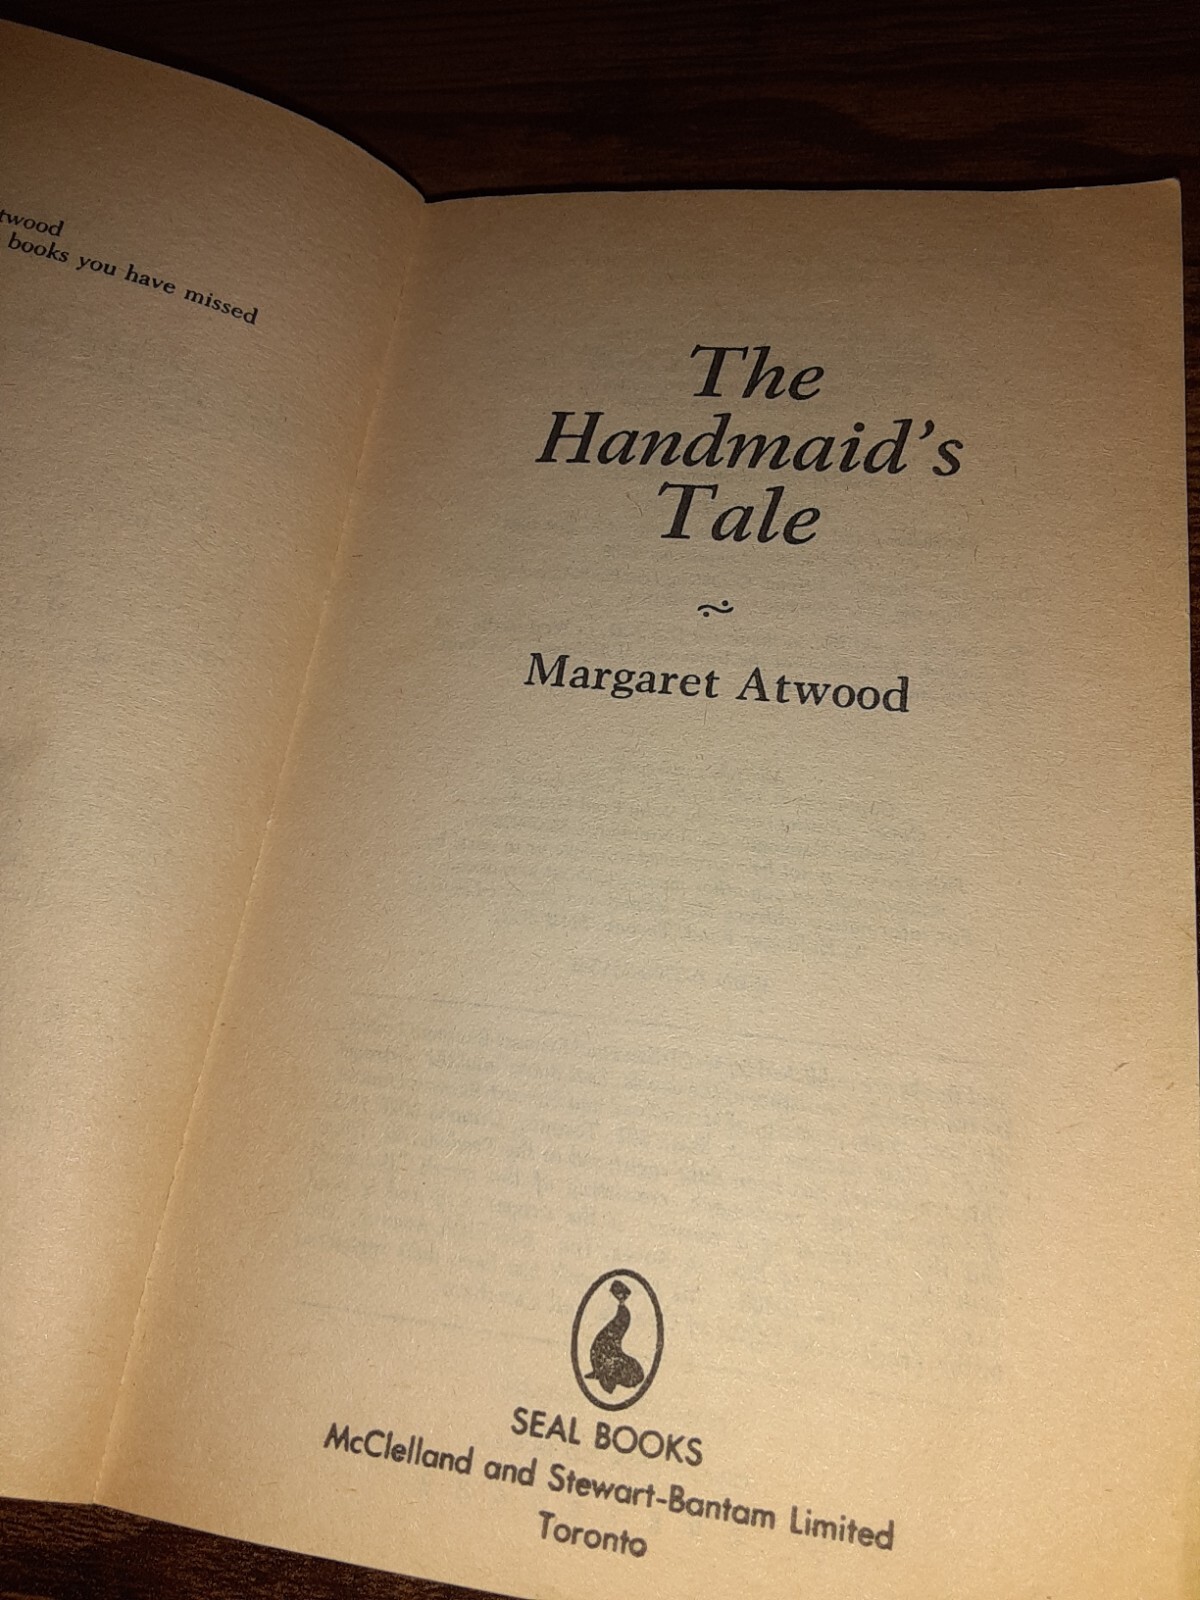 twood
books you have missed
The
Handmaid's
Tale
Margaret Atwood
SEAL BOOKS
McClelland and Stewart-Bantam Limited
Toronto